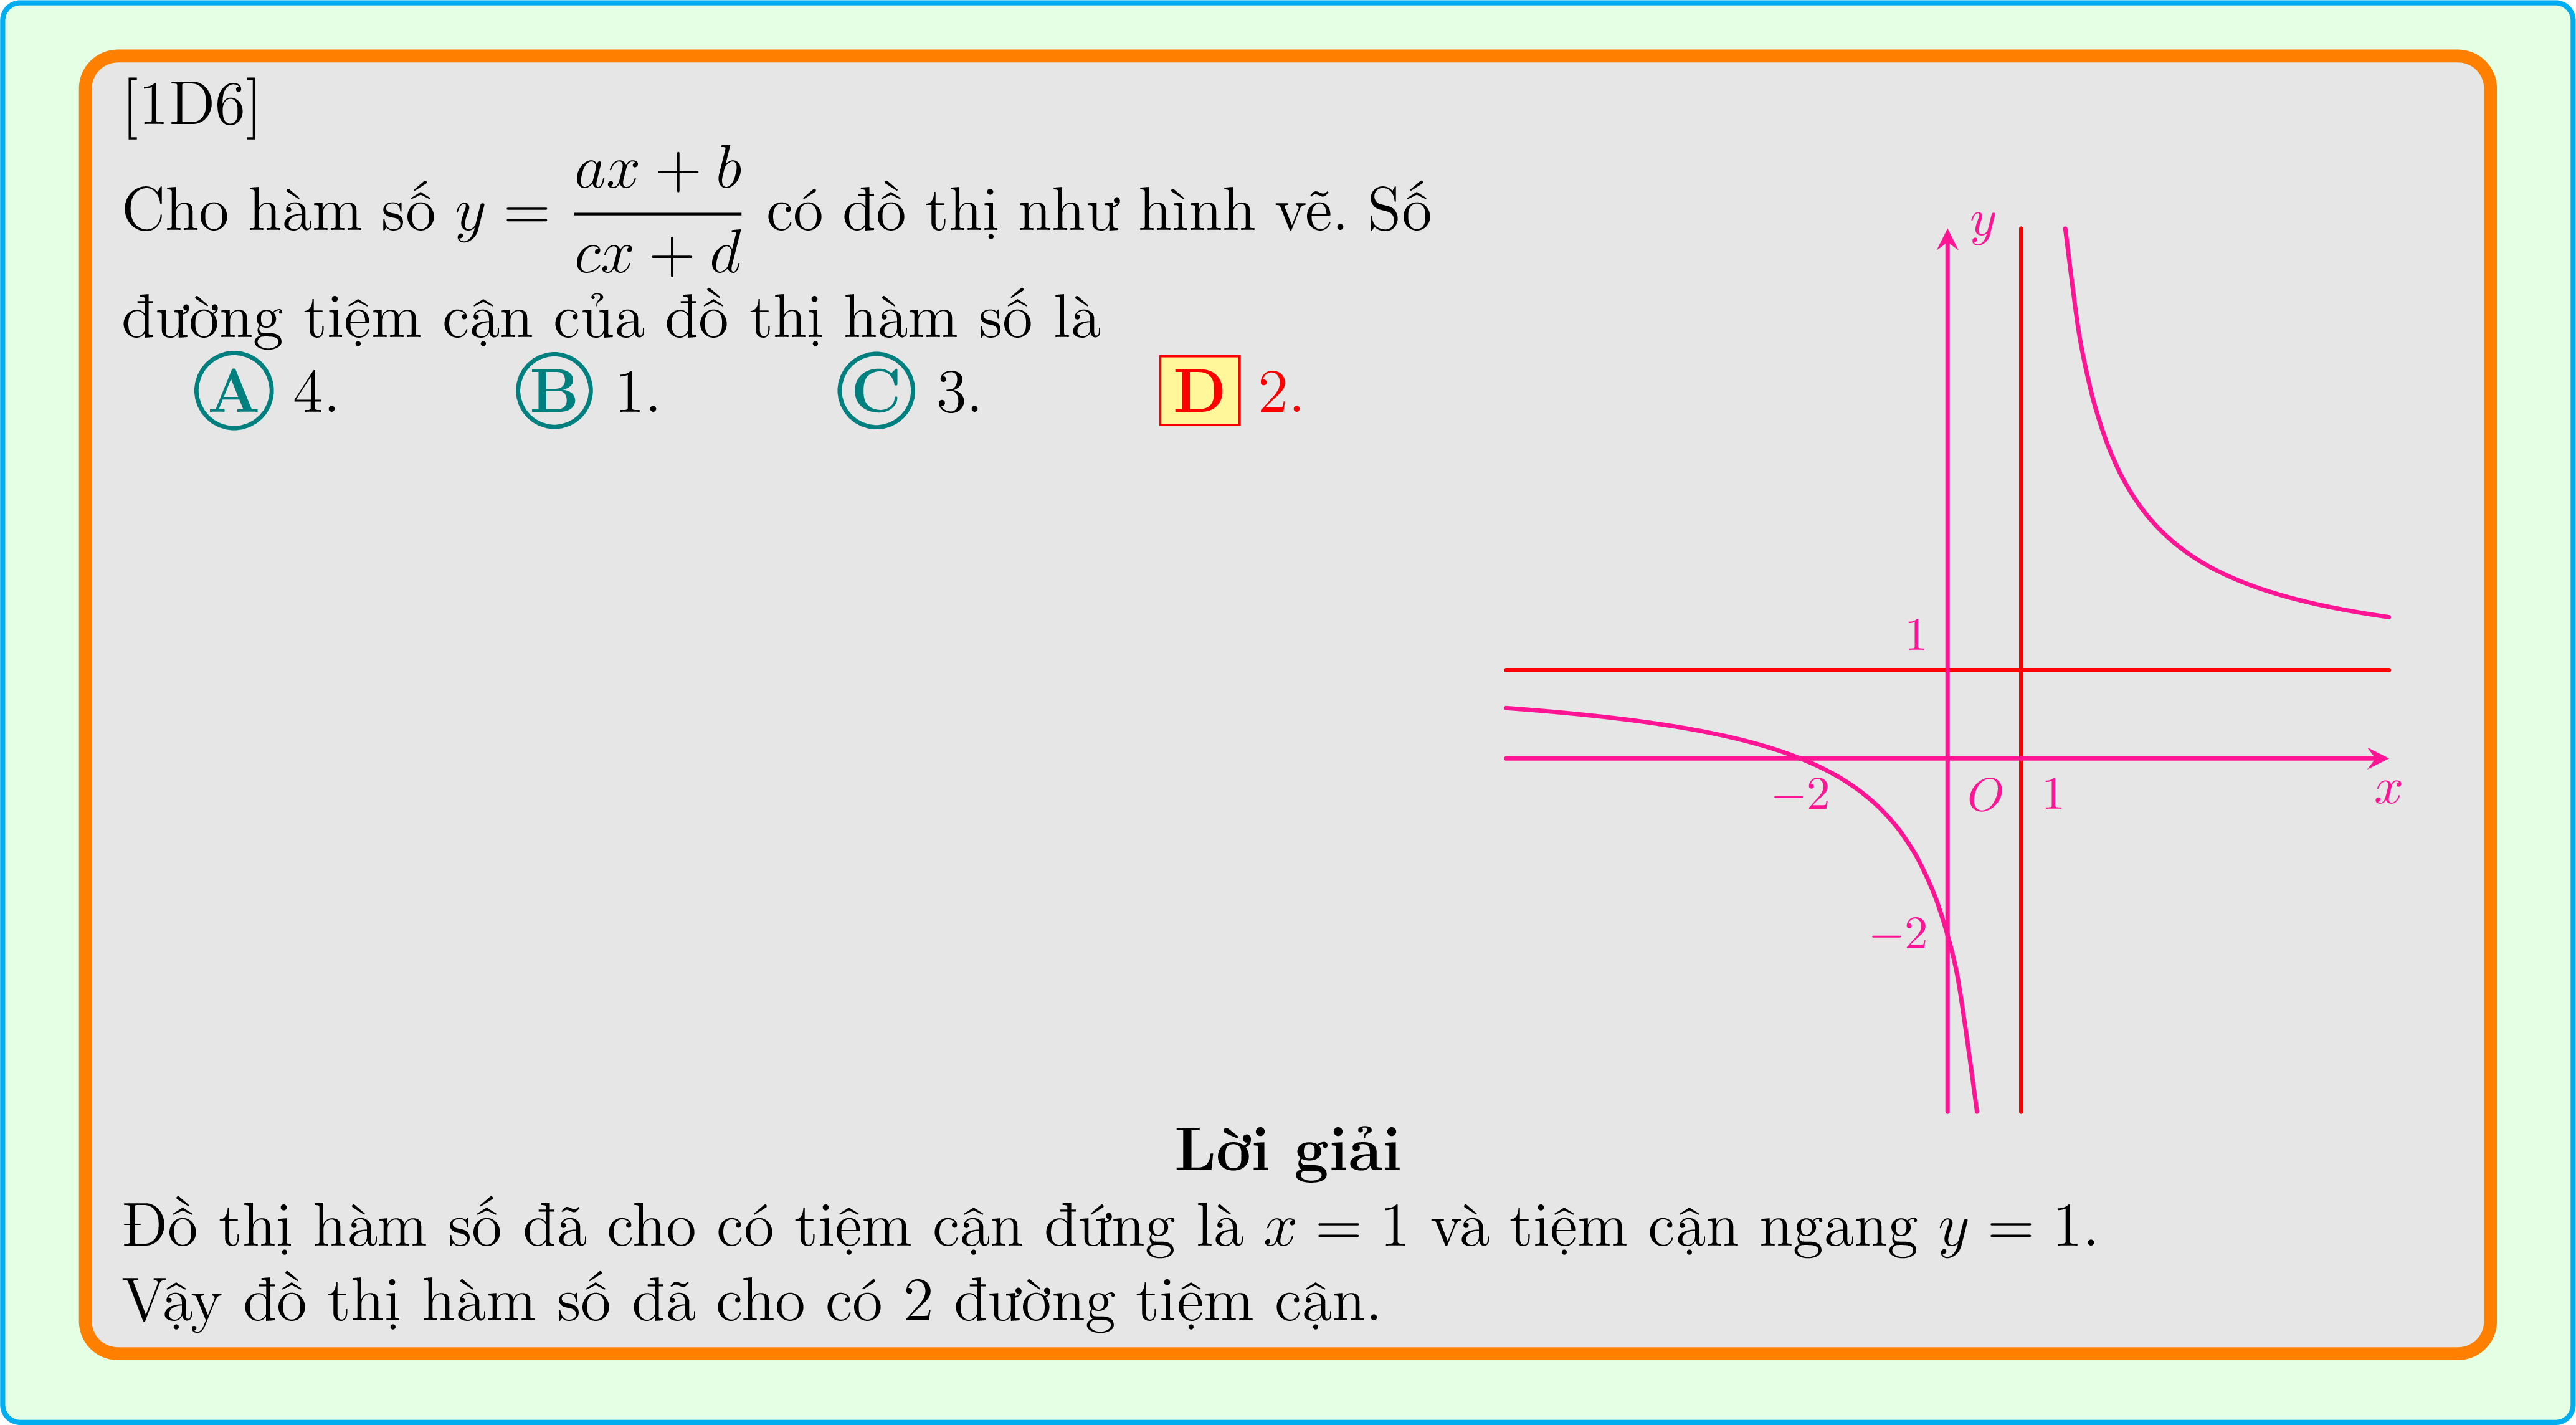 [1D6]
Cho hàm số y = \frac{ax + b}{cx + d} có đồ thị như hình vẽ. Số
đường tiệm cận của đồ thị hàm số là
A 4. B 1. C 3. D 2.
y
1
−2 O 1 x
−2
Lời giải
Đồ thị hàm số đã cho có tiệm cận đứng là x = 1 và tiệm cận ngang y = 1.
Vậy đồ thị hàm số đã cho có 2 đường tiệm cận.